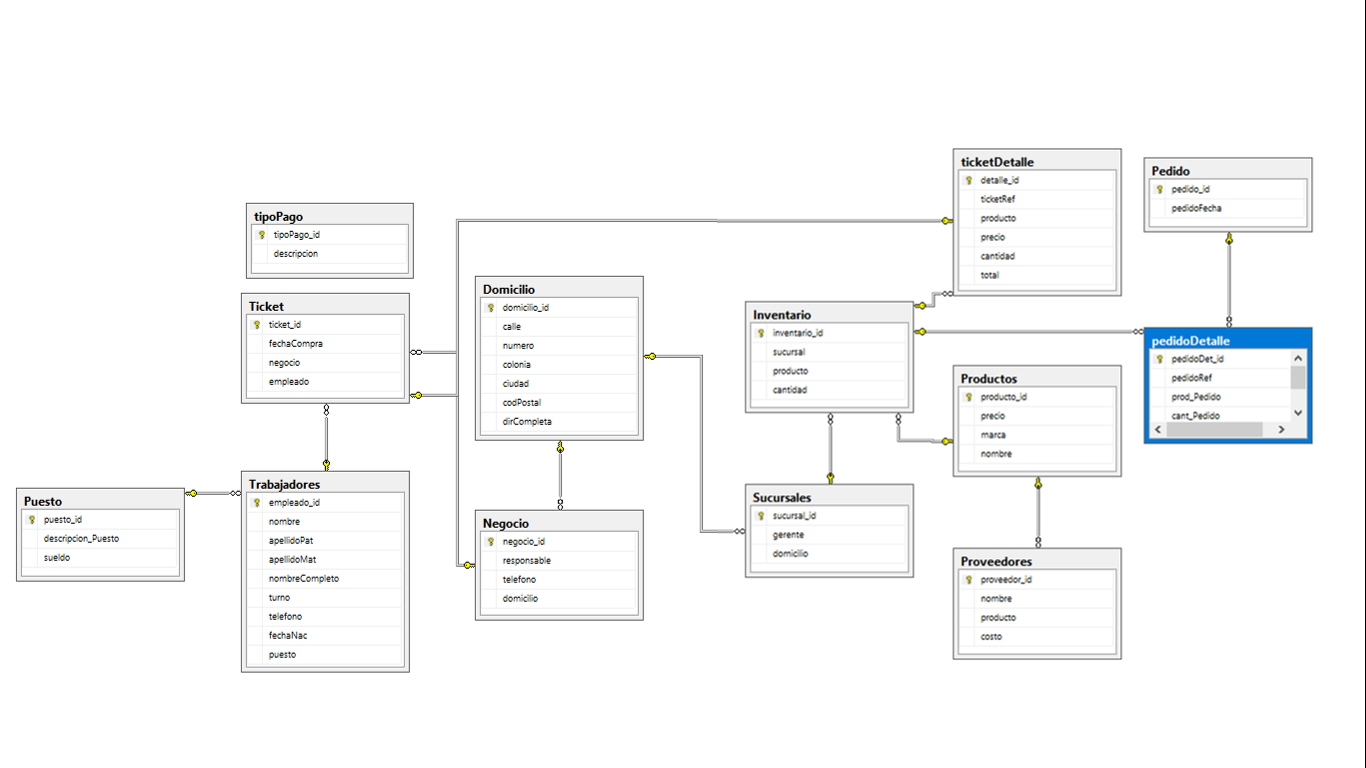 tipoPago
tipoPago_id
descripcion
Ticket
ticket_id
fechaCompra
negocio
empleado
Puesto
puesto_id
descripcion_Puesto
sueldo
Trabajadores
empleado_id
nombre
apellidoPat
apellidoMat
nombreCompleto
turno
telefono
fechaNac
puesto
Domicilio
domicilio_id
calle
numero
colonia
ciudad
codPostal
dirCompleta
Negocio
negocio_id
responsable
telefono
domicilio
Inventario
inventario_id
sucursal
producto
cantidad
Sucursales
sucursal_id
gerente
domicilio
ticketDetalle
detalle_id
ticketRef
producto
precio
cantidad
total
Productos
producto_id
precio
marca
nombre
Proveedores
proveedor_id
nombre
producto
costo
Pedido
pedido_id
pedidoFecha
pedidoDetalle
pedidoDet_id
pedidoRef
prod_Pedido
cant_Pedido